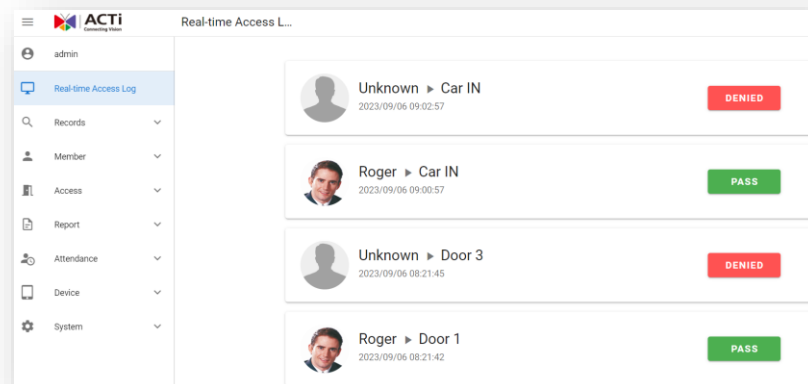 ACTi
Connecting Vision
Real-time Access L...
admin
Real-time Access Log
Records
Member
Access
Report
Attendance
Device
System
Unknown ▸ Car IN
2023/09/06 09:02:57
DENIED
Roger ▸ Car IN
2023/09/06 09:00:57
PASS
Unknown ▸ Door 3
2023/09/06 08:21:45
DENIED
Roger ▸ Door 1
2023/09/06 08:21:42
PASS